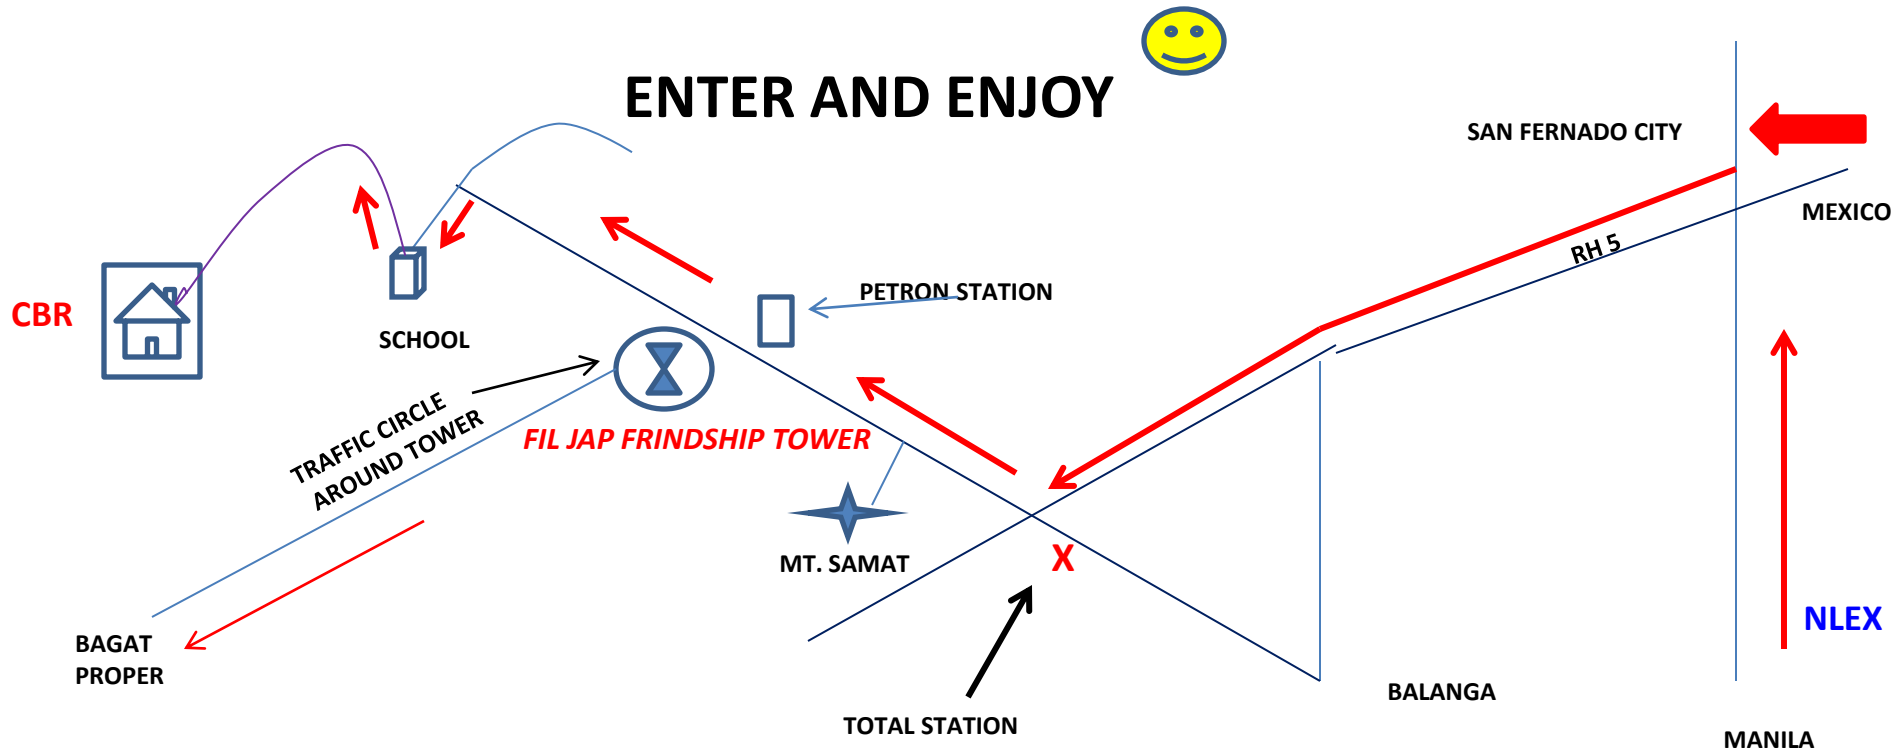 ENTER AND ENJOY
SAN FERNADO CITY
MEXICO
RH 5
PETRON STATION
CBR
SCHOOL
TRAFFIC CIRCLE
AROUND TOWER
FIL JAP FRINDSHIP TOWER
MT. SAMAT
X
NLEX
BAGAT
PROPER
BALANGA
TOTAL STATION
MANILA